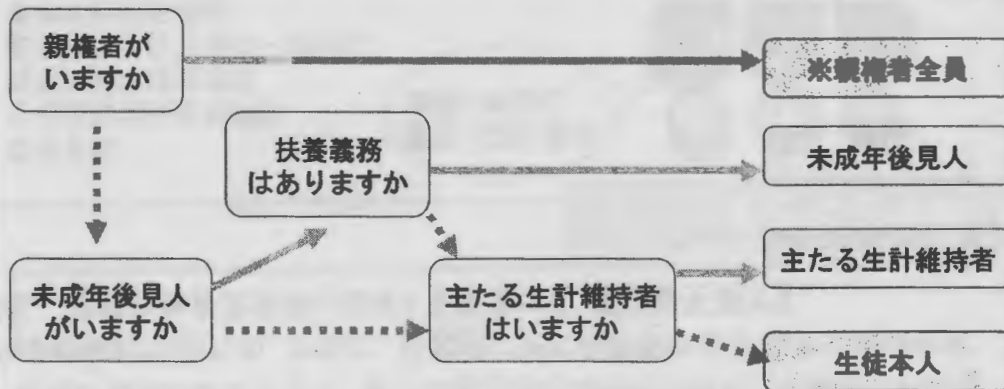 親権者が
いますか
※親権者全員
扶養義務
はありますか
未成年後見人
未成年後見人
がいますか
主たる生計維持者
はいますか
主たる生計維持者
生徒本人